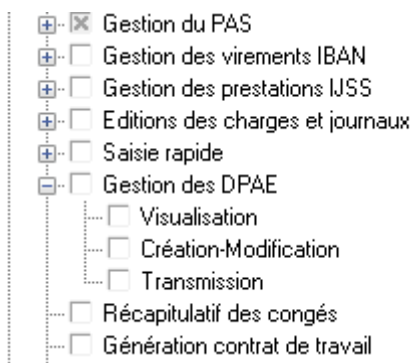 Gestion du PAS
Gestion des virements IBAN
Gestion des prestations IJSS
Editions des charges et journaux
Saisie rapide
Gestion des DPAE
Visualisation
Création-Modification
Transmission
Récapitulatif des congés
Génération contrat de travail